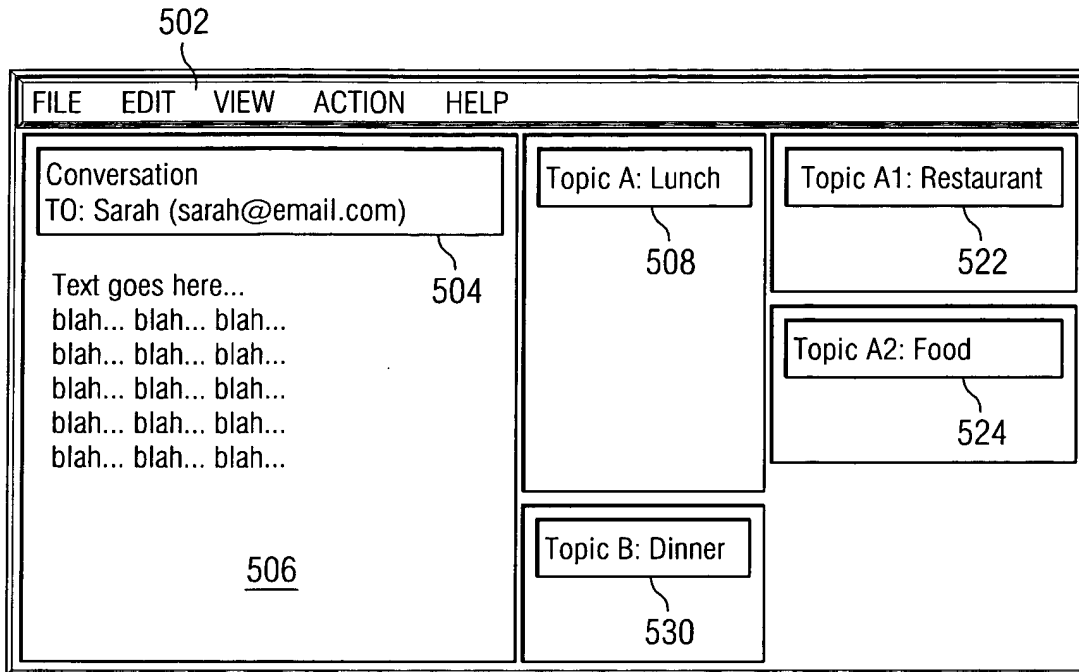 502
FILE EDIT VIEW ACTION HELP
Conversation
TO: Sarah (sarah@email.com)
504
Text goes here...
blah... blah... blah...
blah... blah... blah...
blah... blah... blah...
blah... blah... blah...
blah... blah... blah...
506
Topic A: Lunch
508
Topic A1: Restaurant
522
Topic A2: Food
524
Topic B: Dinner
530